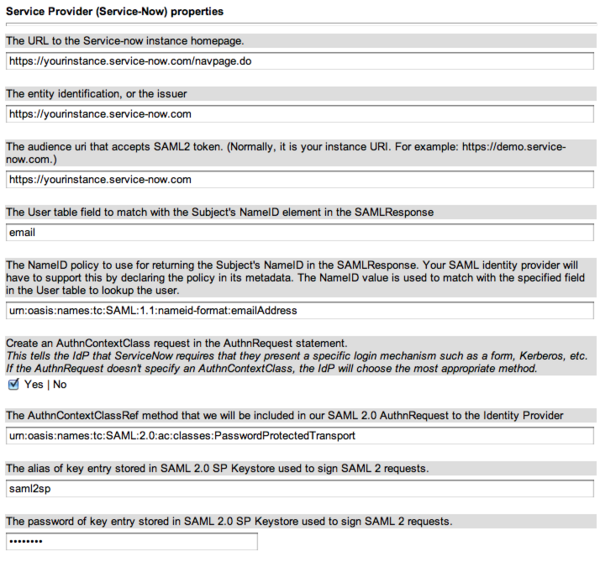 Service Provider (Service-Now) properties
The URL to the Service-now instance homepage.
https://yourinstance.service-now.com/navpage.do
The entity identification, or the issuer
https://yourinstance.service-now.com
The audience uri that accepts SAML2 token. (Normally, it is your instance URI. For example: https://demo.service-
now.com.)
https://yourinstance.service-now.com
The User table field to match with the Subject's NameID element in the SAMLResponse
email
The NameID policy to use for returning the Subject's NameID in the SAMLResponse. Your SAML identity provider will
have to support this by declaring the policy in its metadata. The NameID value is used to match with the specified field
in the User table to lookup the user.
urn:oasis:names:tc:SAML:1.1:nameid-format:emailAddress
Create an AuthnContextClass request in the AuthnRequest statement.
This tells the IdP that ServiceNow requires that they present a specific login mechanism such as a form, Kerberos, etc.
If the AuthnRequest doesn't specify an AuthnContextClass, the IdP will choose the most appropriate method.
Yes | No
The AuthnContextClassRef method that we will be included in our SAML 2.0 AuthnRequest to the Identity Provider
urn:oasis:names:tc:SAML:2.0:ac:classes:PasswordProtectedTransport
The alias of key entry stored in SAML 2.0 SP Keystore used to sign SAML 2 requests.
saml2sp
The password of key entry stored in SAML 2.0 SP Keystore used to sign SAML 2 requests.
••••••••